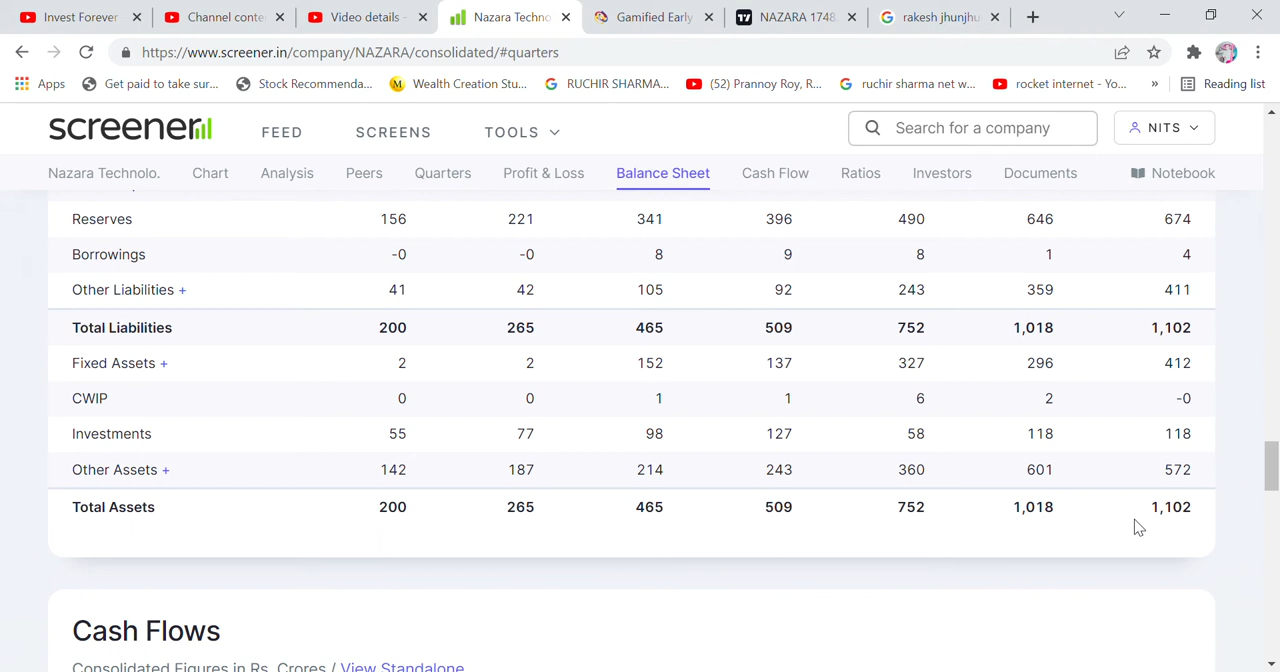 Invest Forever
Channel conte
Video details -
Nazara Techno
Gamified Early
NAZARA 1748.
rakesh jhunjhu
https://www.screener.in/company/NAZARA/consolidated/#quarters
Apps
Get paid to take sur...
Stock Recommenda...
Wealth Creation Stu...
RUCHIR SHARMA...
(52) Prannoy Roy, R...
ruchir sharma net w...
rocket internet - Yo...
»
Reading list
screener
FEED
SCREENS
TOOLS
Search for a company
NITS
Nazara Technolo.
Chart
Analysis
Peers
Quarters
Profit & Loss
Balance Sheet
Cash Flow
Ratios
Investors
Documents
Notebook
Reserves 156 221 341 396 490 646 674
Borrowings -0 -0 8 9 8 1 4
Other Liabilities + 41 42 105 92 243 359 411
Total Liabilities 200 265 465 509 752 1,018 1,102
Fixed Assets + 2 2 152 137 327 296 412
CWIP 0 0 1 1 6 2 -0
Investments 55 77 98 127 58 118 118
Other Assets + 142 187 214 243 360 601 572
Total Assets 200 265 465 509 752 1,018 1,102
Cash Flows
Consolidated Figures in Rs. Crores / View Standalone